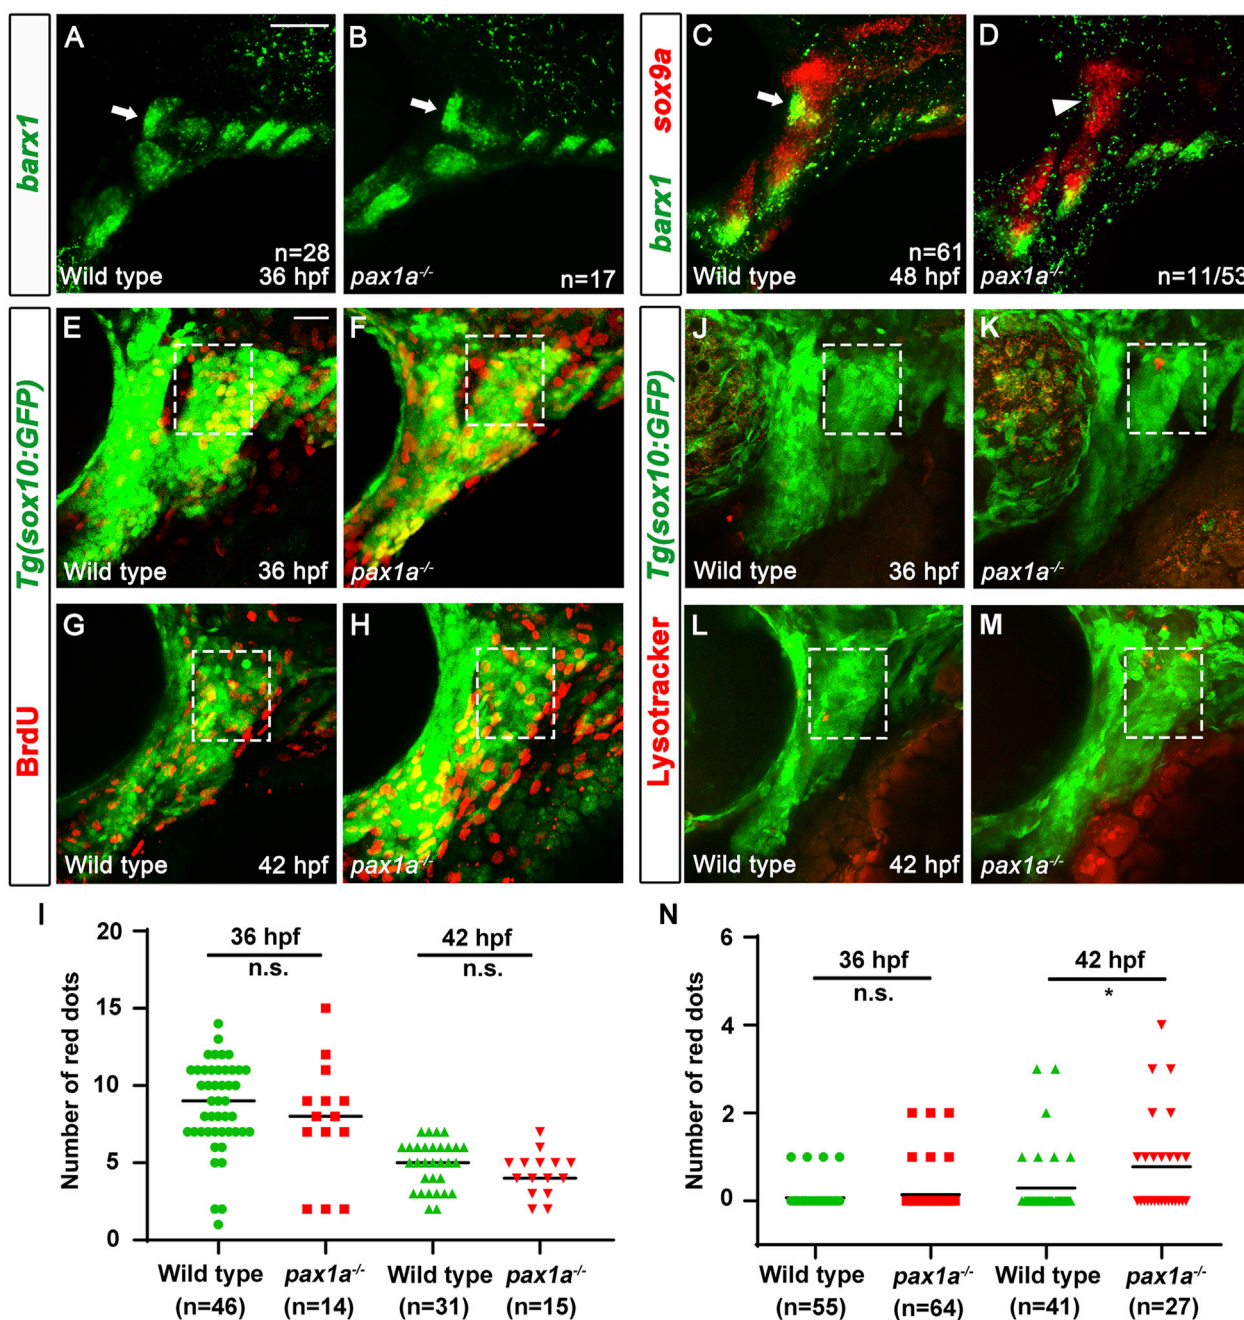 barx1
A
B
n=28
Wild type
36 hpf
pax1a-/-
n=17
barx1 sox9a
C
D
n=61
Wild type
48 hpf
pax1a-/-
n=11/53
BrdU Tg(sox10:GFP)
E
F
Wild type
36 hpf
pax1a-/-
G
H
Wild type
42 hpf
pax1a-/-
Lysotracker Tg(sox10:GFP)
J
K
Wild type
36 hpf
pax1a-/-
L
M
Wild type
42 hpf
pax1a-/-
I
Number of red dots
20
15
10
5
0
36 hpf
n.s.
42 hpf
n.s.
Wild type
(n=46)
pax1a-/-
(n=14)
Wild type
(n=31)
pax1a-/-
(n=15)
N
Number of red dots
6
4
2
0
36 hpf
n.s.
42 hpf
*
Wild type
(n=55)
pax1a-/-
(n=64)
Wild type
(n=41)
pax1a-/-
(n=27)